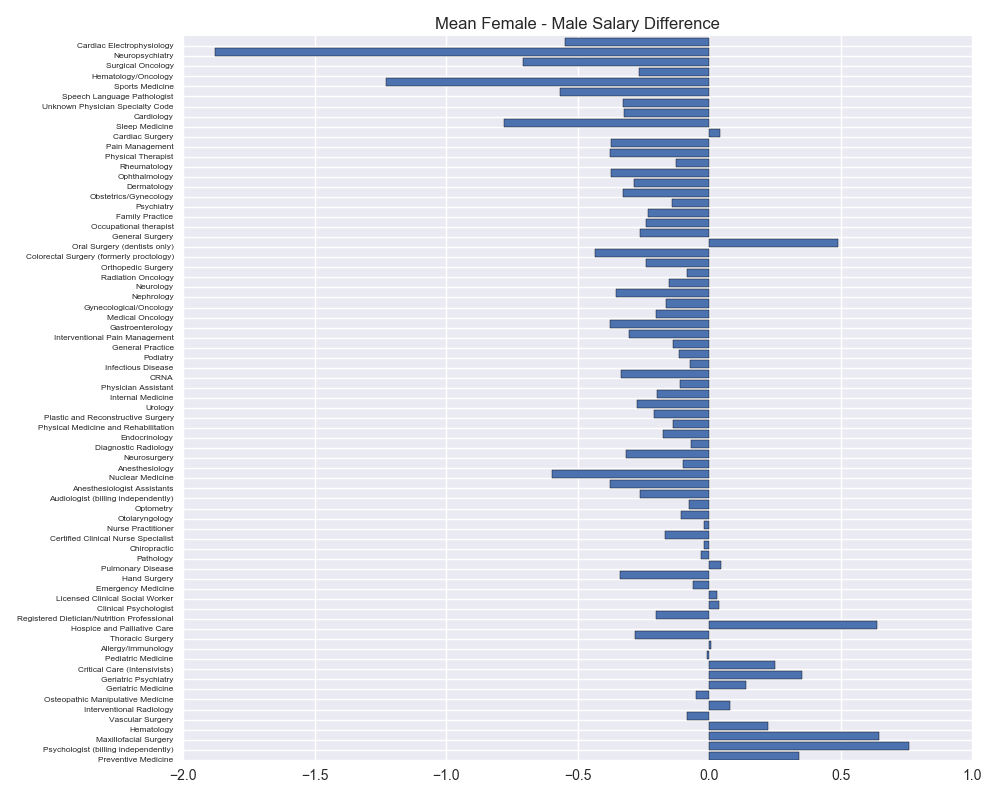 Mean Female - Male Salary Difference
Cardiac Electrophysiology
Neuropsychiatry
Surgical Oncology
Hematology/Oncology
Sports Medicine
Speech Language Pathologist
Unknown Physician Specialty Code
Cardiology
Sleep Medicine
Cardiac Surgery
Pain Management
Physical Therapist
Rheumatology
Ophthalmology
Dermatology
Obstetrics/Gynecology
Psychiatry
Family Practice
Occupational therapist
General Surgery
Oral Surgery (dentists only)
Colorectal Surgery (formerly proctology)
Orthopedic Surgery
Radiation Oncology
Neurology
Nephrology
Gynecological/Oncology
Medical Oncology
Gastroenterology
Interventional Pain Management
General Practice
Podiatry
Infectious Disease
CRNA
Physician Assistant
Internal Medicine
Urology
Plastic and Reconstructive Surgery
Physical Medicine and Rehabilitation
Endocrinology
Diagnostic Radiology
Neurosurgery
Anesthesiology
Nuclear Medicine
Anesthesiologist Assistants
Audiologist (billing independently)
Optometry
Otolaryngology
Nurse Practitioner
Certified Clinical Nurse Specialist
Chiropractic
Pathology
Pulmonary Disease
Hand Surgery
Emergency Medicine
Licensed Clinical Social Worker
Clinical Psychologist
Registered Dietician/Nutrition Professional
Hospice and Palliative Care
Thoracic Surgery
Allergy/Immunology
Pediatric Medicine
Critical Care (Intensivists)
Geriatric Psychiatry
Geriatric Medicine
Osteopathic Manipulative Medicine
Interventional Radiology
Vascular Surgery
Hematology
Maxillofacial Surgery
Psychologist (billing independently)
Preventive Medicine
−2.0 −1.5 −1.0 −0.5 0.0 0.5 1.0